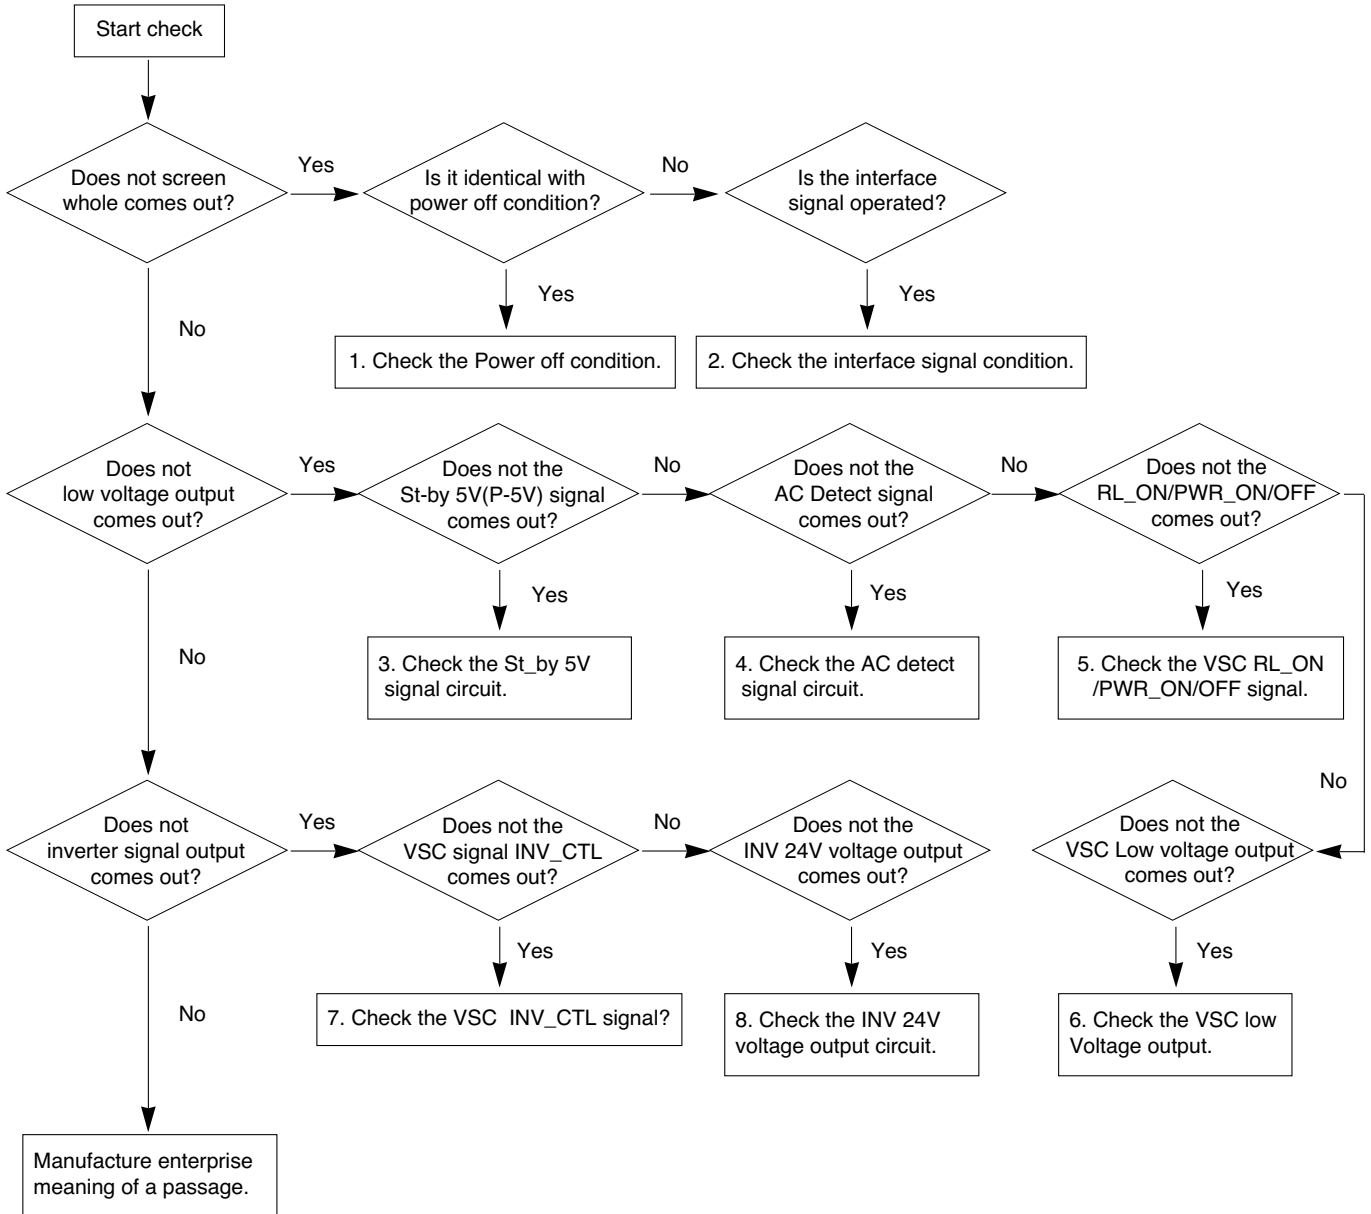 Start check
Does not screen
whole comes out?
Yes
Is it identical with
power off condition?
No
Is the interface
signal operated?
Yes
Yes
No
1. Check the Power off condition.
2. Check the interface signal condition.
Does not
low voltage output
comes out?
Yes
Does not the
St-by 5V(P-5V) signal
comes out?
No
Does not the
AC Detect signal
comes out?
No
Does not the
RL_ON/PWR_ON/OFF
comes out?
Yes
Yes
Yes
No
3. Check the St_by 5V
signal circuit.
4. Check the AC detect
signal circuit.
5. Check the VSC RL_ON
/PWR_ON/OFF signal.
No
Does not
inverter signal output
comes out?
Yes
Does not the
VSC signal INV_CTL
comes out?
No
Does not the
INV 24V voltage output
comes out?
Does not the
VSC Low voltage output
comes out?
Yes
Yes
Yes
No
7. Check the VSC  INV_CTL signal?
8. Check the INV 24V
voltage output circuit.
6. Check the VSC low
Voltage output.
Manufacture enterprise
meaning of a passage.